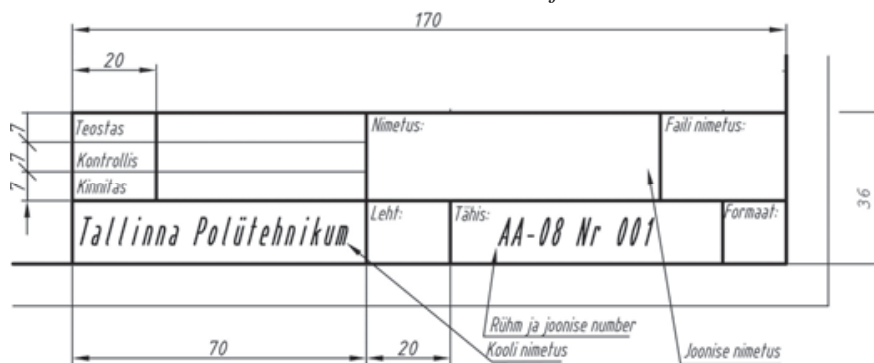 170
20
Teostas
Nimetus:
Faili nimetus:
7
Kontrollis
7
Kinnitas
7
36
Tallinna Polütehnikum
Leht:
Tähis:
AA-08 Nr 001
Formaat:
Rühm ja joonise number
70
20
Kooli nimetus
Joonise nimetus